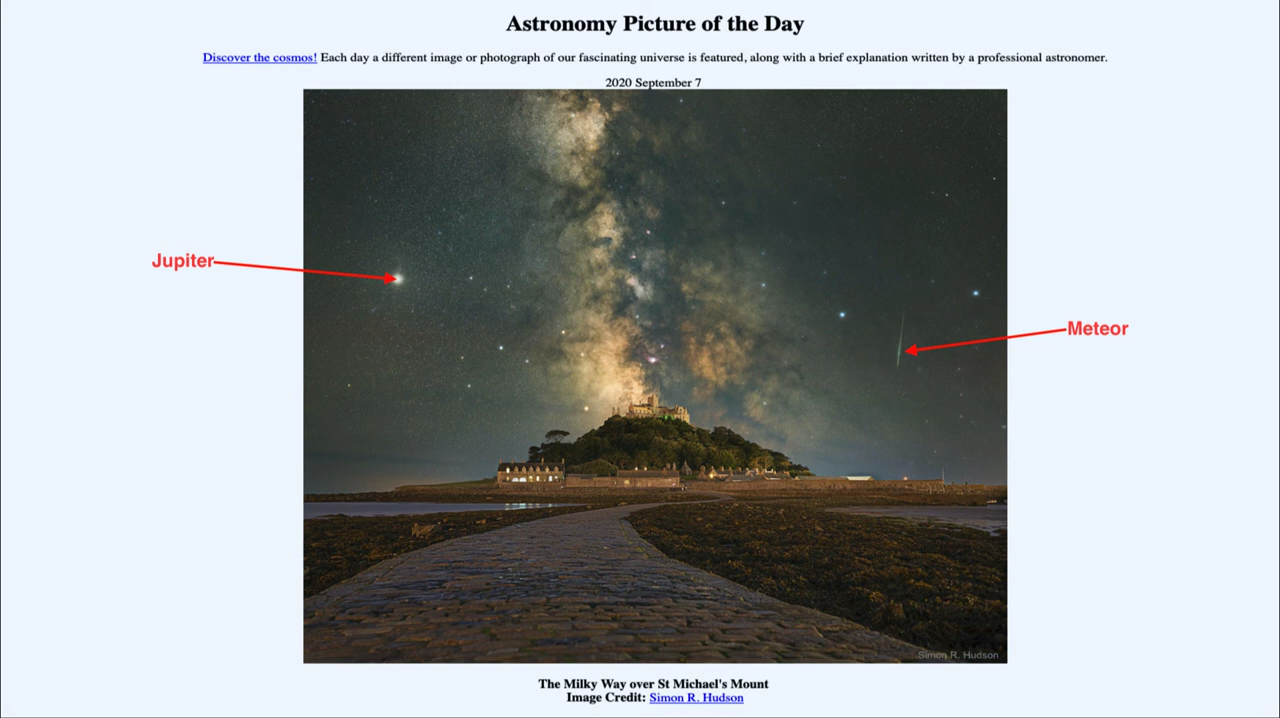 Astronomy Picture of the Day
Discover the cosmos! Each day a different image or photograph of our fascinating universe is featured, along with a brief explanation written by a professional astronomer.
2020 September 7
Jupiter
Meteor
Simon R. Hudson
The Milky Way over St Michael's Mount
Image Credit: Simon R. Hudson